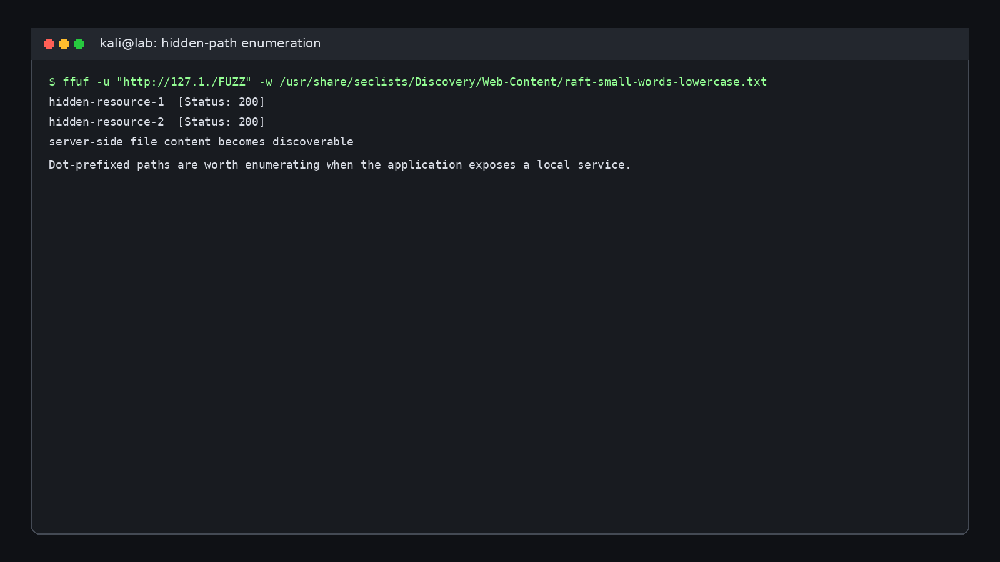 kali@lab: hidden-path enumeration
$ ffuf -u "http://127.1./FUZZ" -w /usr/share/seclists/Discovery/Web-Content/raft-small-words-lowercase.txt
hidden-resource-1  [Status: 200]
hidden-resource-2  [Status: 200]
server-side file content becomes discoverable
Dot-prefixed paths are worth enumerating when the application exposes a local service.